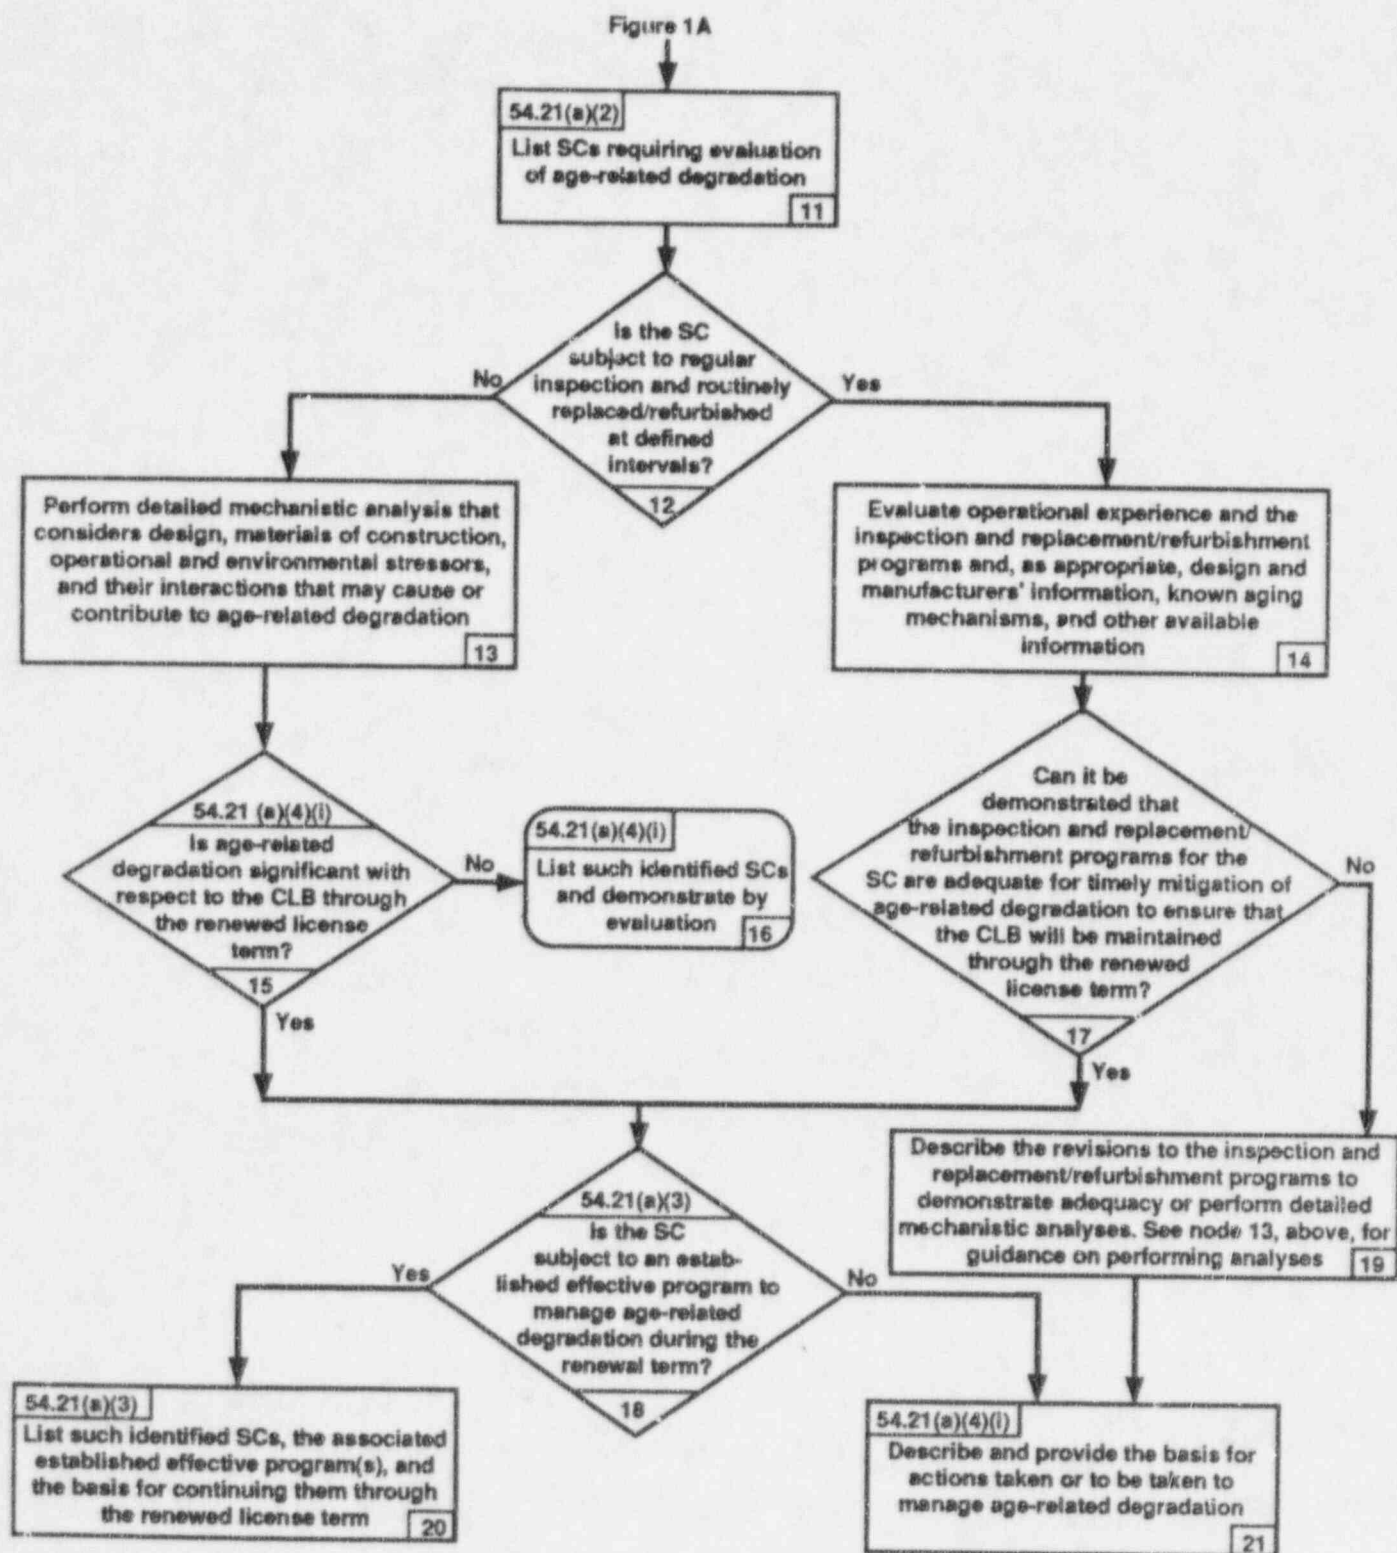 Figure 1A
54.21(a)(2)
List SCs requiring evaluation
of age-related degradation
11
Is the SC
subject to regular
inspection and routinely
replaced/refurbished
at defined
intervals?
12
No
Yes
Perform detailed mechanistic analysis that
considers design, materials of construction,
operational and environmental stressors,
and their interactions that may cause or
contribute to age-related degradation
13
Evaluate operational experience and the
inspection and replacement/refurbishment
programs and, as appropriate, design and
manufacturers' information, known aging
mechanisms, and other available
information
14
54.21 (a)(4)(i)
Is age-related
degradation significant with
respect to the CLB through
the renewed license
term?
15
No
Yes
54.21(a)(4)(i)
List such identified SCs
and demonstrate by
evaluation
16
Can it be
demonstrated that
the inspection and replacement/
refurbishment programs for the
SC are adequate for timely mitigation of
age-related degradation to ensure that
the CLB will be maintained
through the renewed
license term?
17
No
Yes
54.21(a)(3)
Is the SC
subject to an estab-
lished effective program to
manage age-related
degradation during the
renewal term?
18
Yes
No
Describe the revisions to the inspection and
replacement/refurbishment programs to
demonstrate adequacy or perform detailed
mechanistic analyses. See node 13, above, for
guidance on performing analyses
19
54.21(a)(3)
List such identified SCs, the associated
established effective program(s), and
the basis for continuing them through
the renewed license term
20
54.21(a)(4)(i)
Describe and provide the basis for
actions taken or to be taken to
manage age-related degradation
21